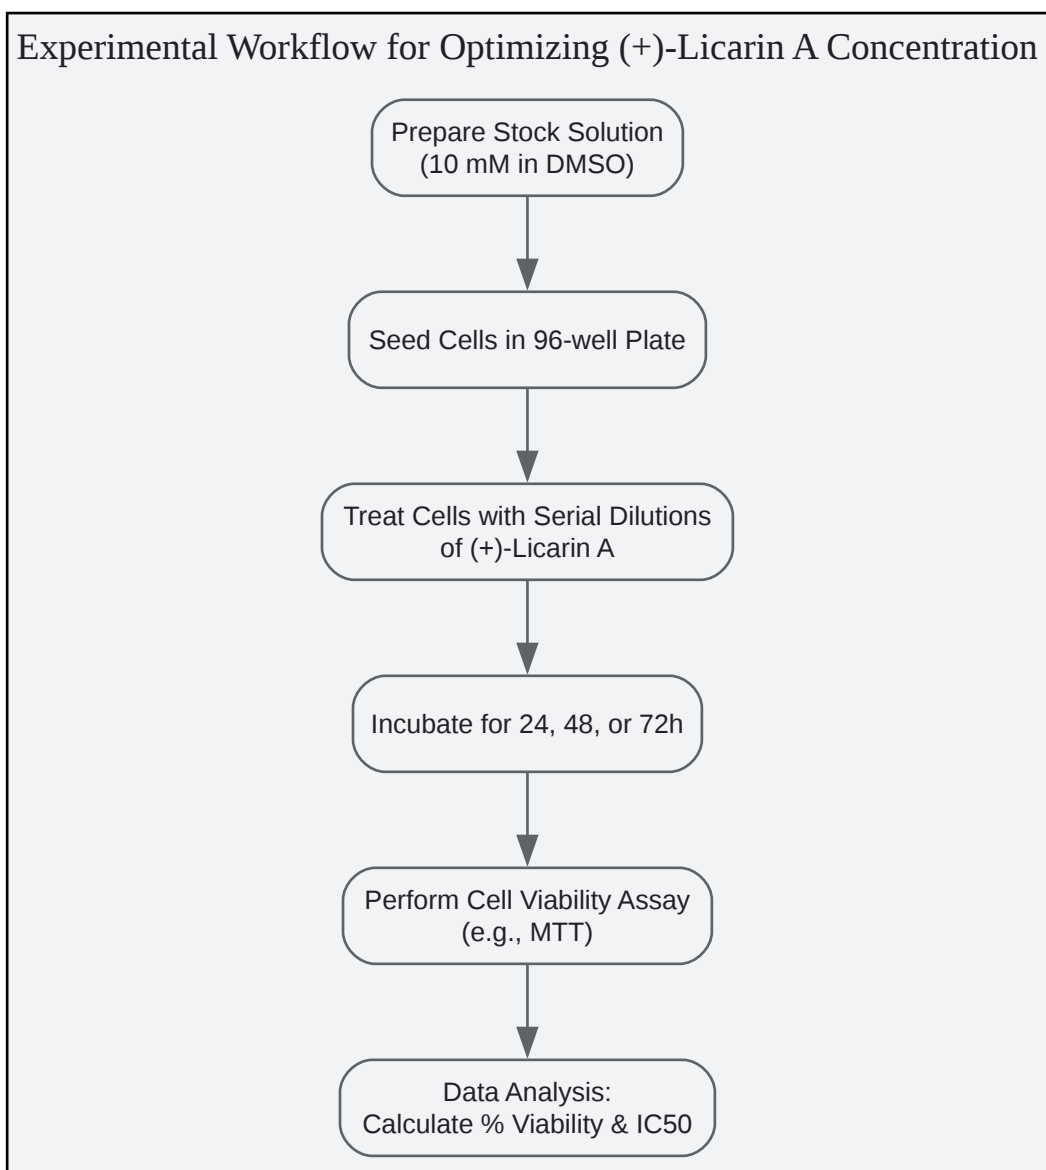 Experimental Workflow for Optimizing (+)-Licarin A Concentration
Prepare Stock Solution
(10 mM in DMSO)
Seed Cells in 96-well Plate
Treat Cells with Serial Dilutions
of (+)-Licarin A
Incubate for 24, 48, or 72h
Perform Cell Viability Assay
(e.g., MTT)
Data Analysis:
Calculate % Viability & IC50